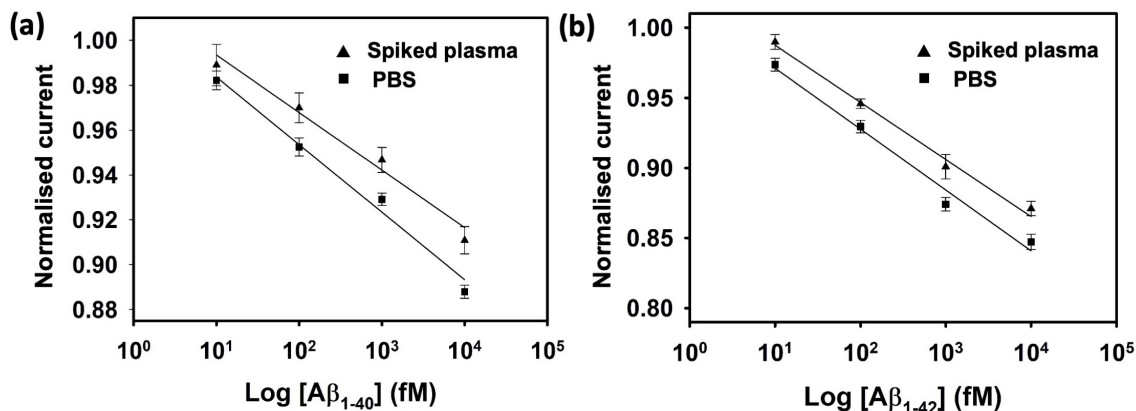 (a)
Normalised current
1.00
0.98
0.96
0.94
0.92
0.90
0.88
▲ Spiked plasma
■ PBS
10⁰ 10¹ 10² 10³ 10⁴ 10⁵
Log [Aβ₁₋₄₀] (fM)
(b)
Normalised current
1.00
0.95
0.90
0.85
0.80
▲ Spiked plasma
■ PBS
10⁰ 10¹ 10² 10³ 10⁴ 10⁵
Log [Aβ₁₋₄₂] (fM)